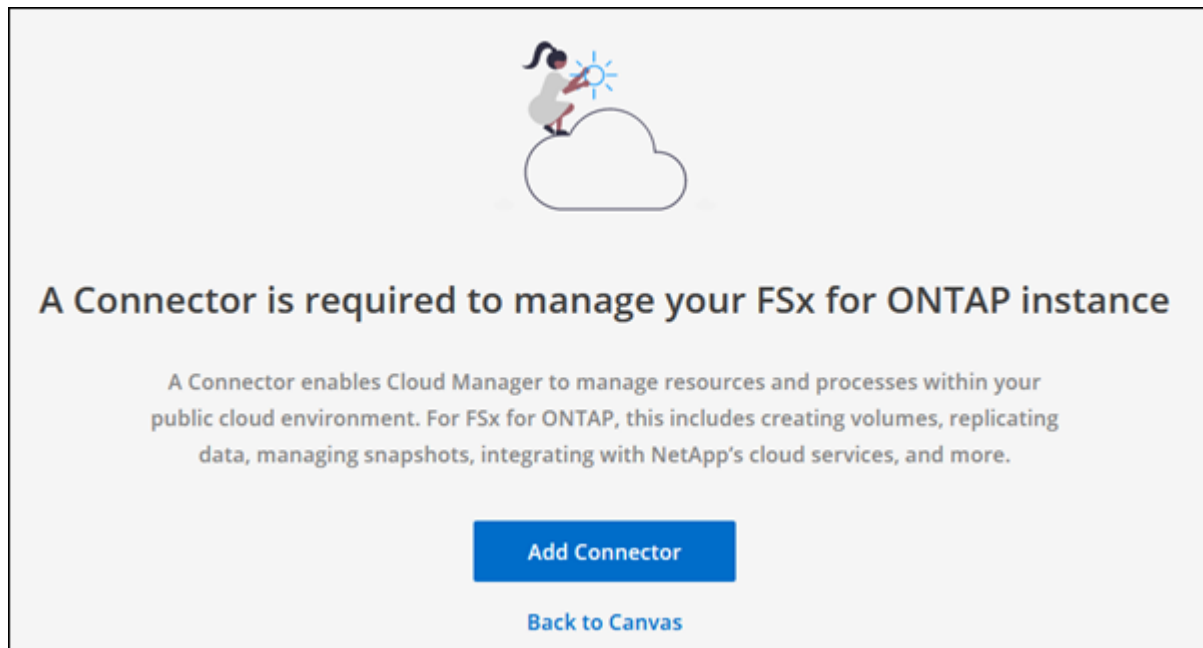 A Connector is required to manage your FSx for ONTAP instance
A Connector enables Cloud Manager to manage resources and processes within your
public cloud environment. For FSx for ONTAP, this includes creating volumes, replicating
data, managing snapshots, integrating with NetApp’s cloud services, and more.
Add Connector
Back to Canvas